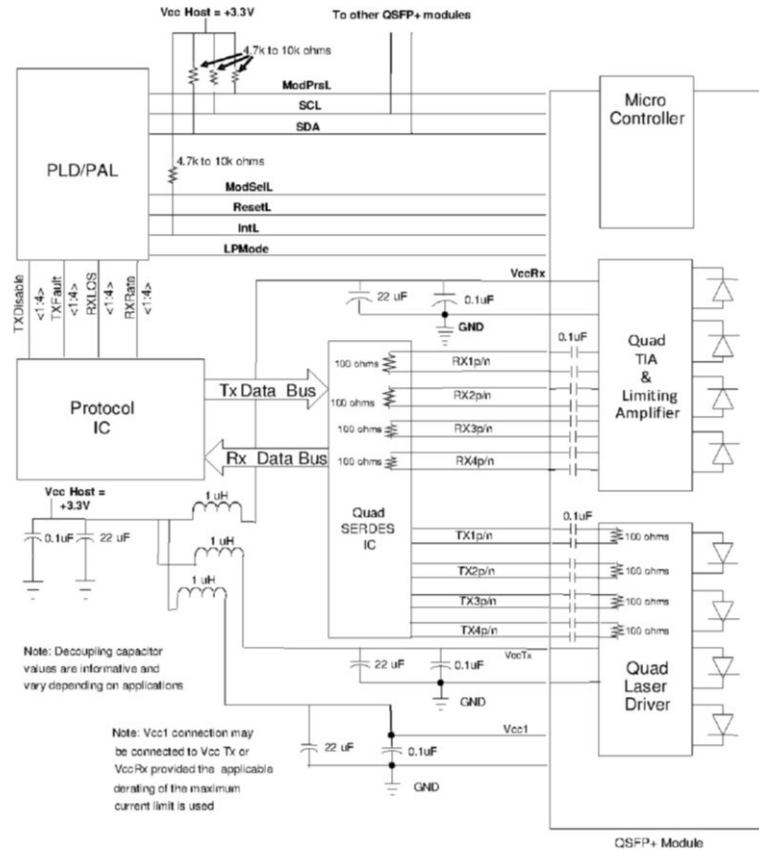 Vcc Host = +3.3V
To other QSFP+ modules
4.7k to 10k ohms
ModPrsL
SCL
SDA
Micro
Controller
PLD/PAL
4.7k to 10k ohms
ModSelL
ResetL
IntL
LPMode
TXDisable
<1:4>
TXFault
<1:4>
RXLOS
<1:4>
RXRate
<1:4>
VccRx
22 uF
0.1uF
GND
Quad
TIA
&
Limiting
Amplifier
0.1uF
100 ohms
RX1p/n
100 ohms
RX2p/n
100 ohms
RX3p/n
100 ohms
RX4p/n
Protocol
IC
Tx Data Bus
Rx Data Bus
Quad
SERDES
IC
Vcc Host =
+3.3V
0.1uF
22 uF
1 uH
1 uH
1 uH
0.1uF
TX1p/n
100 ohms
TX2p/n
100 ohms
TX3p/n
100 ohms
TX4p/n
100 ohms
VccTx
22 uF
0.1uF
GND
Quad
Laser
Driver
Note: Decoupling capacitor
values are informative and
vary depending on applications
Note: Vcc1 connection may
be connected to Vcc Tx or
VccRx provided the applicable
derating of the maximum
current limit is used
Vcc1
22 uF
0.1uF
GND
QSFP+ Module